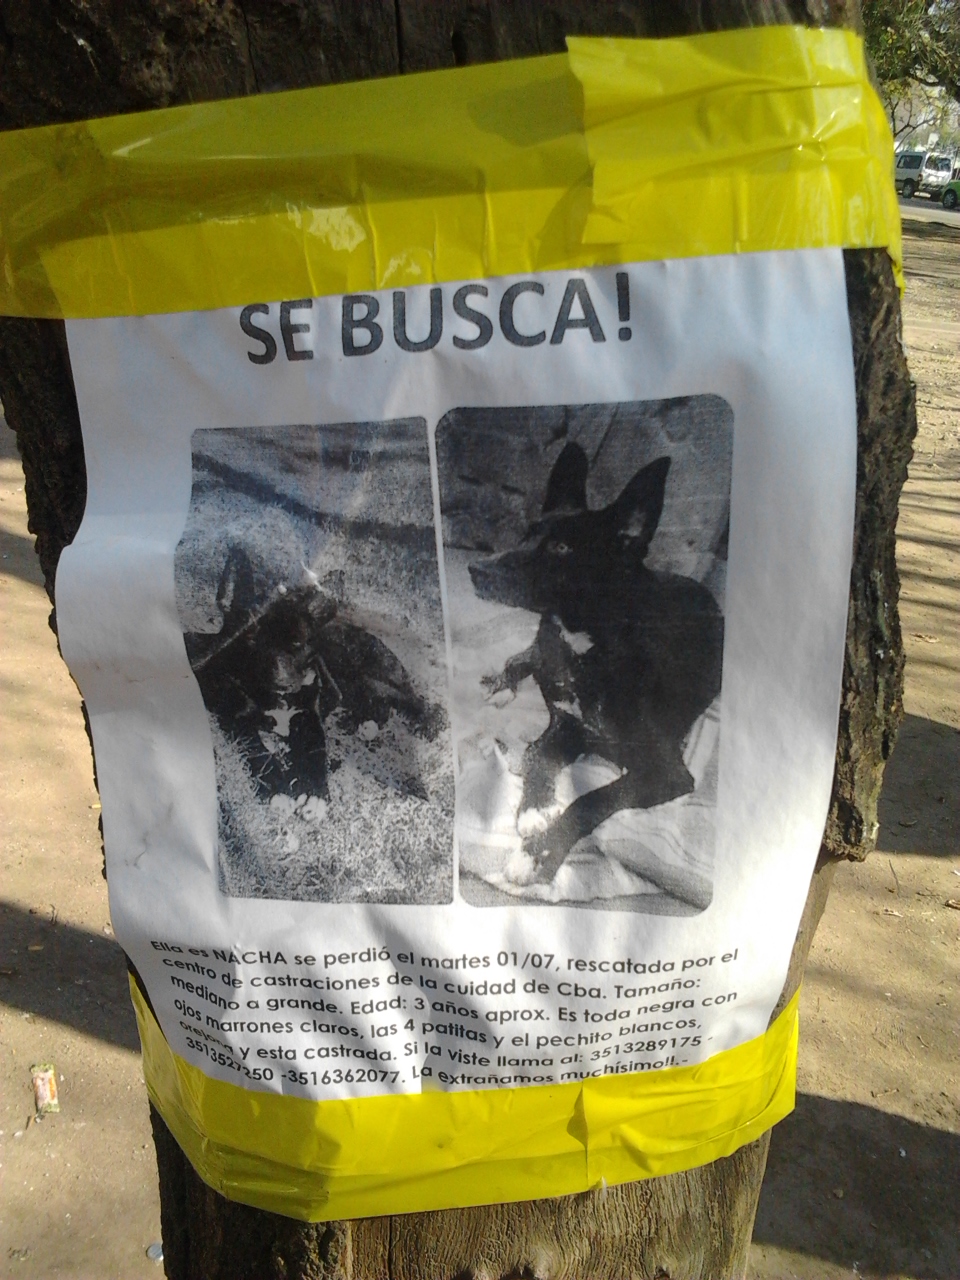 SE BUSCA!
Ella es NACHA se perdió el martes 01/07, rescatada por el
centro de castraciones de la cuidad de Cba. Tamaño:
mediano a grande. Edad: 3 años aprox. Es toda negra con
ojos marrones claros, las 4 patitas y el pechito blancos,
orejona y esta castrada. Si la viste llama al: 3513289175 -
3513527250 -3516362077. La extrañamos muchísimo!!.-